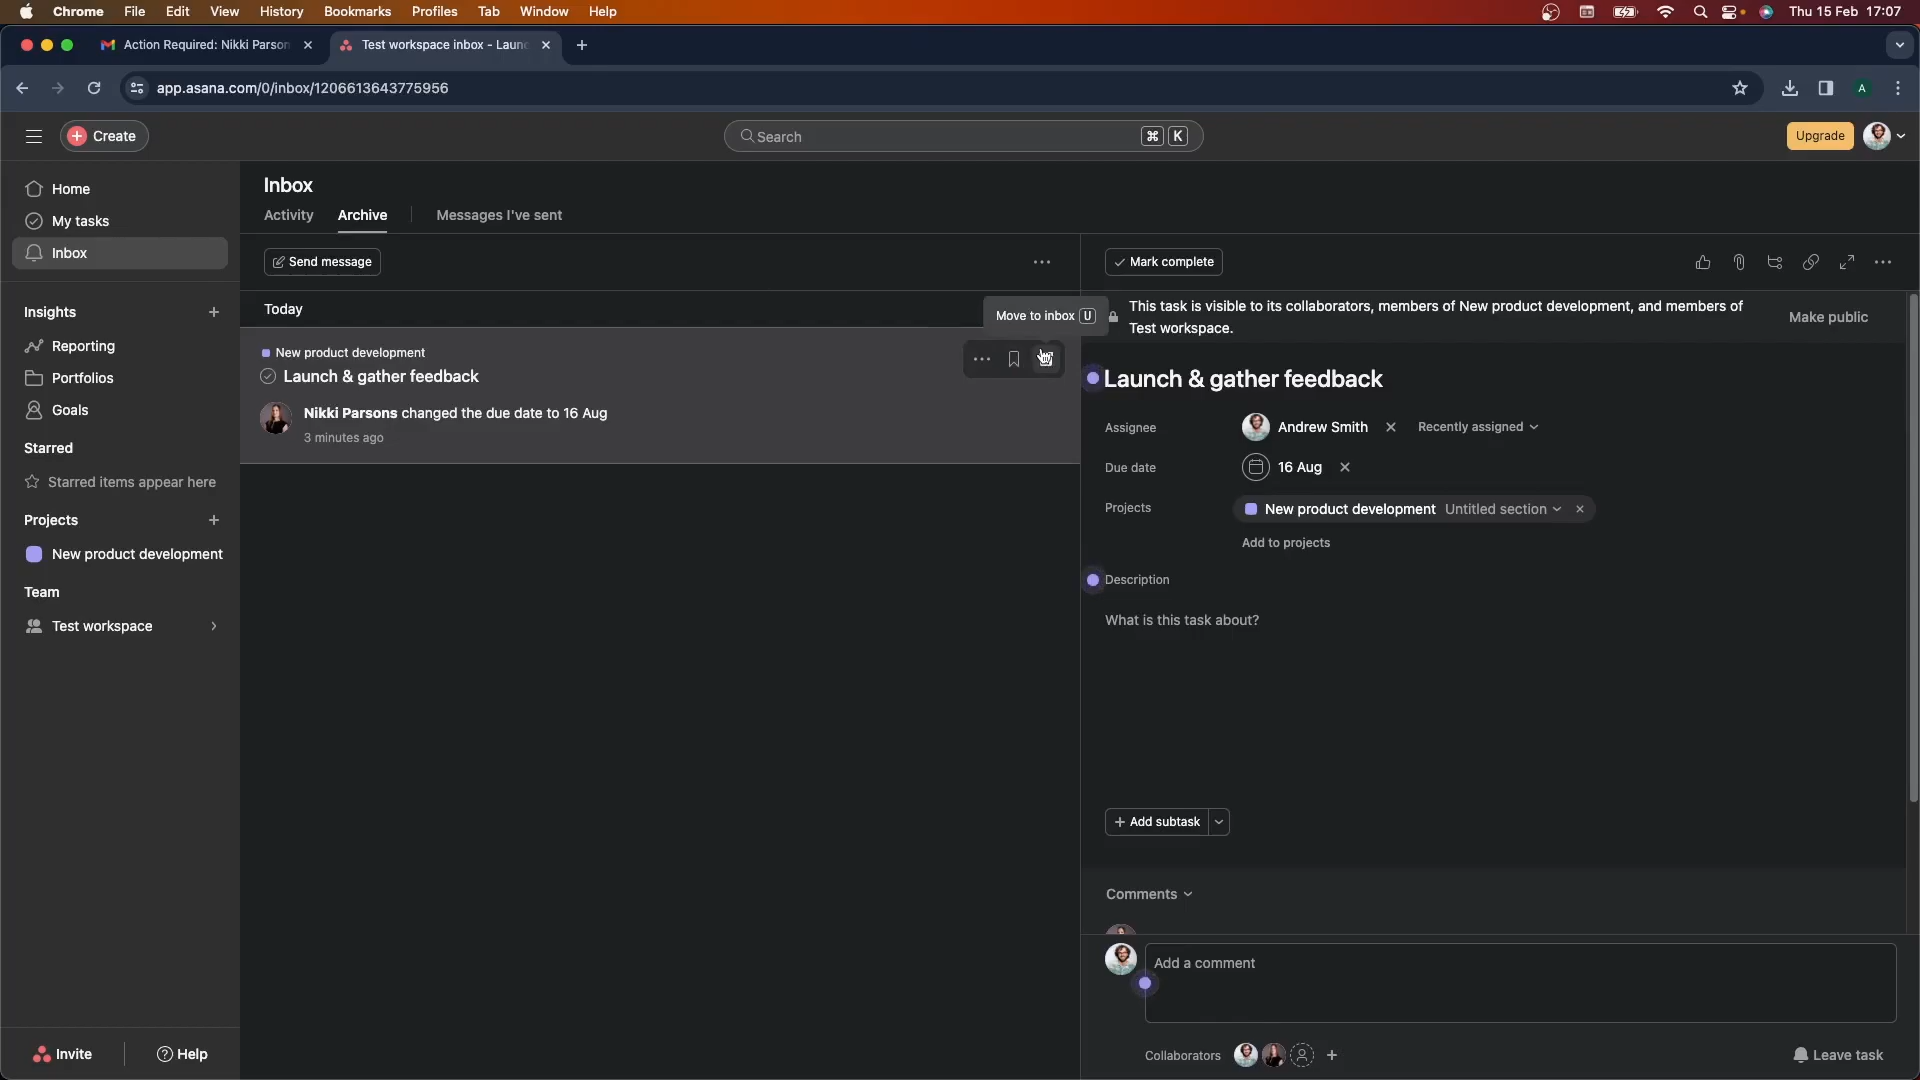 Chrome File Edit View History Bookmarks Profiles Tab Window Help Thu 15 Feb 17:07
Action Required: Nikki Parson
Test workspace inbox - Laun
app.asana.com/0/inbox/1206613643775956 A
Create Search ⌘ K Upgrade
Home
My tasks
Inbox
Insights
Reporting
Portfolios
Goals
Starred
Starred items appear here
Projects
New product development
Team
Test workspace
Invite
Help
Inbox
Activity Archive Messages I've sent
Send message
Today
Move to inbox U
New product development
Launch & gather feedback
Nikki Parsons changed the due date to 16 Aug
3 minutes ago
Mark complete
This task is visible to its collaborators, members of New product development, and members of
Test workspace.
Make public
Launch & gather feedback
Assignee Andrew Smith Recently assigned
Due date 16 Aug
Projects New product development Untitled section
Add to projects
Description
What is this task about?
Add subtask
Comments
Add a comment
Collaborators Leave task